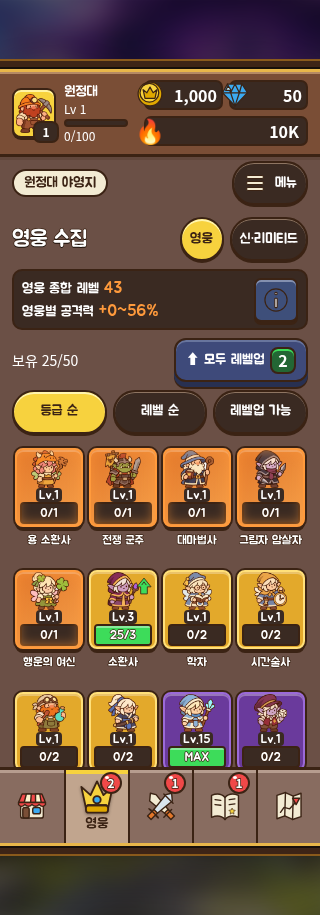 원정대
Lv 1
1
0/100
1,000
50
10K
원정대 야영지
메뉴
영웅 수집
영웅
신·리미티드
영웅 종합 레벨 43
영웅별 공격력 +0~56%
보유 25/50
모두 레벨업 2
등급 순
레벨 순
레벨업 가능
Lv.1
0/1
용 소환사
Lv.1
0/1
전쟁 군주
Lv.1
0/1
대마법사
Lv.1
0/1
그림자 암살자
Lv.1
0/1
행운의 여신
Lv.3
25/3
소환사
Lv.1
0/2
학자
Lv.1
0/2
시간술사
Lv.1
0/2
Lv.1
0/2
Lv.15
MAX
Lv.1
0/2
2
영웅
1
1